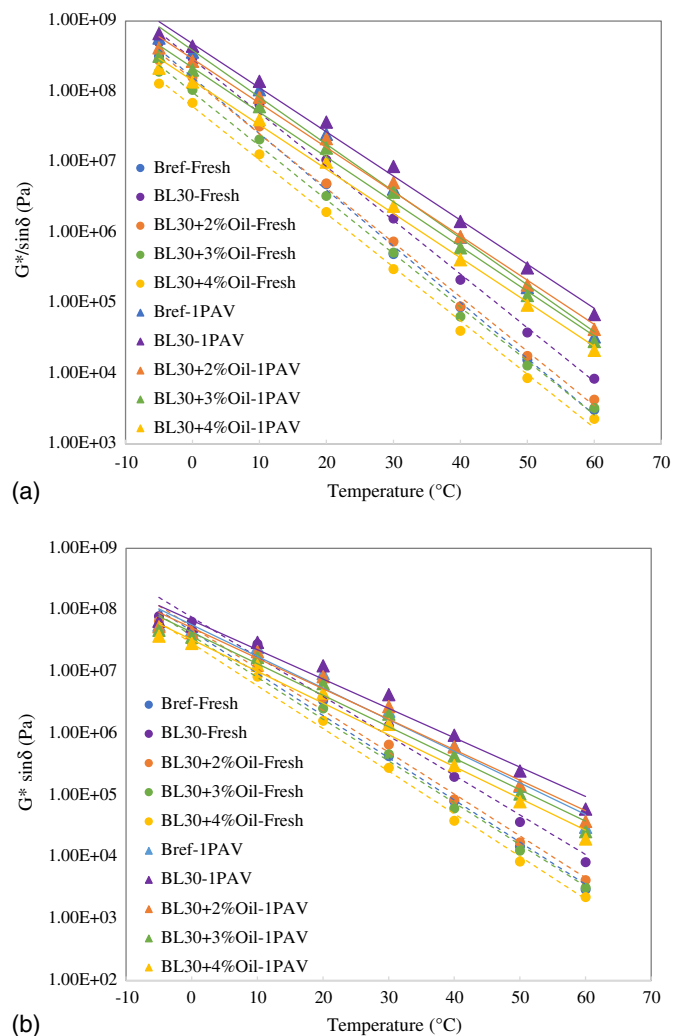 1.00E+09
1.00E+08
1.00E+07
1.00E+06
1.00E+05
1.00E+04
1.00E+03
G*/sinδ (Pa)
Bref-Fresh
BL30-Fresh
BL30+2%Oil-Fresh
BL30+3%Oil-Fresh
BL30+4%Oil-Fresh
Bref-1PAV
BL30-1PAV
BL30+2%Oil-1PAV
BL30+3%Oil-1PAV
BL30+4%Oil-1PAV
-10 0 10 20 30 40 50 60 70
Temperature (°C)
(a)
1.00E+09
1.00E+08
1.00E+07
1.00E+06
1.00E+05
1.00E+04
1.00E+03
1.00E+02
G* sinδ (Pa)
Bref-Fresh
BL30-Fresh
BL30+2%Oil-Fresh
BL30+3%Oil-Fresh
BL30+4%Oil-Fresh
Bref-1PAV
BL30-1PAV
BL30+2%Oil-1PAV
BL30+3%Oil-1PAV
BL30+4%Oil-1PAV
-10 0 10 20 30 40 50 60 70
Temperature (°C)
(b)